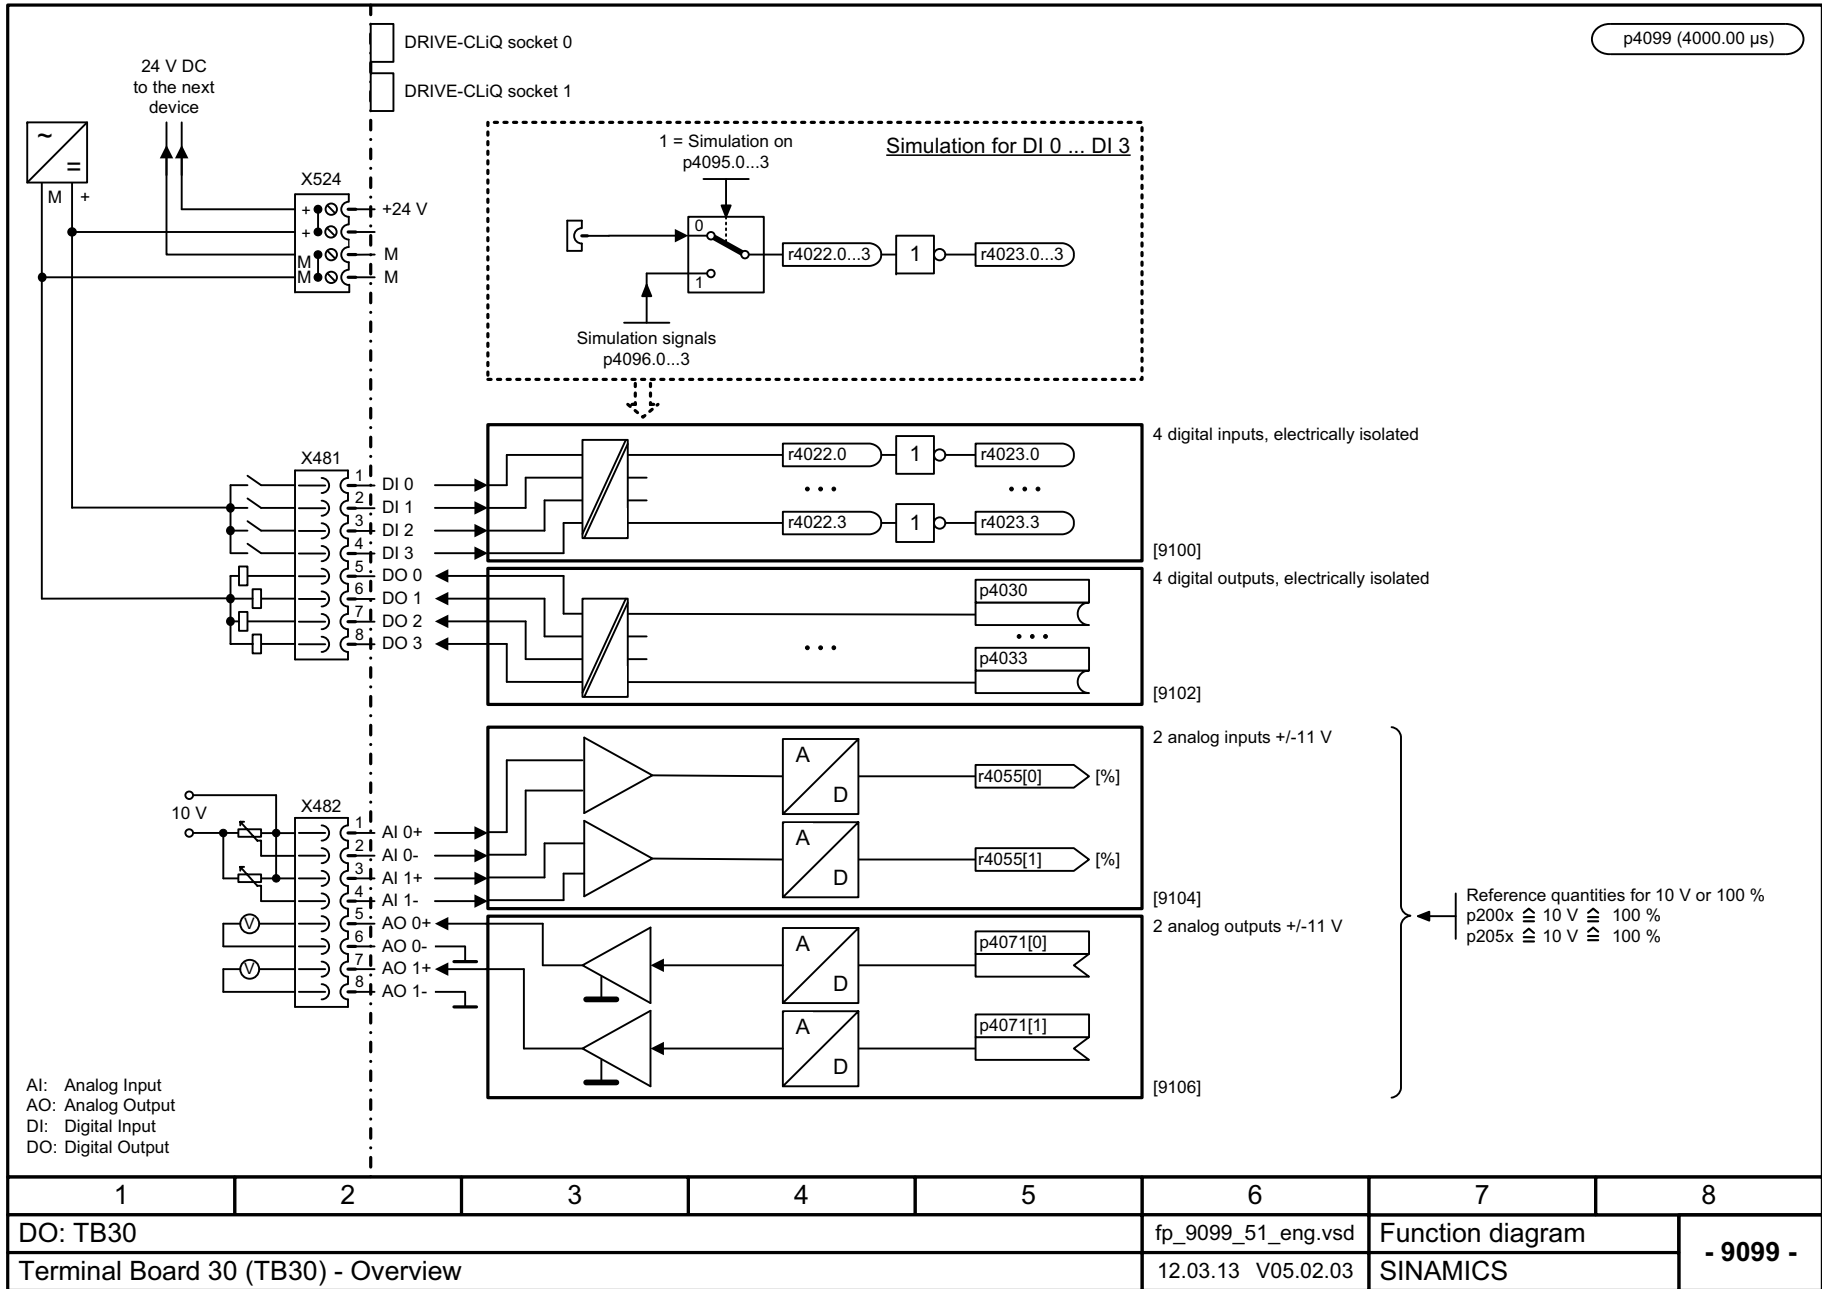 DRIVE-CLiQ socket 0
p4099 (4000.00 µs)
24 V DC
to the next
device
DRIVE-CLiQ socket 1
~
=
M +
X524
+ +24 V
+
M M
M M
1 = Simulation on
p4095.0...3
Simulation for DI 0 ... DI 3
0
1
r4022.0...3 1 r4023.0...3
Simulation signals
p4096.0...3
X481
1 DI 0
2 DI 1
3 DI 2
4 DI 3
5 DO 0
6 DO 1
7 DO 2
8 DO 3
4 digital inputs, electrically isolated
r4022.0 1 r4023.0
... ...
r4022.3 1 r4023.3
[9100]
4 digital outputs, electrically isolated
p4030
... ...
p4033
[9102]
2 analog inputs +/-11 V
10 V
X482
1 AI 0+
2 AI 0-
3 AI 1+
4 AI 1-
5 AO 0+
6 AO 0-
7 AO 1+
8 AO 1-
V
V
A
D
r4055[0] [%]
A
D
r4055[1] [%]
[9104]
2 analog outputs +/-11 V
A
D
p4071[0]
A
D
p4071[1]
[9106]
Reference quantities for 10 V or 100 %
p200x ≙ 10 V ≙ 100 %
p205x ≙ 10 V ≙ 100 %
AI: Analog Input
AO: Analog Output
DI: Digital Input
DO: Digital Output
1 2 3 4 5 6 7 8
DO: TB30
fp_9099_51_eng.vsd
Function diagram
- 9099 -
Terminal Board 30 (TB30) - Overview
12.03.13 V05.02.03
SINAMICS